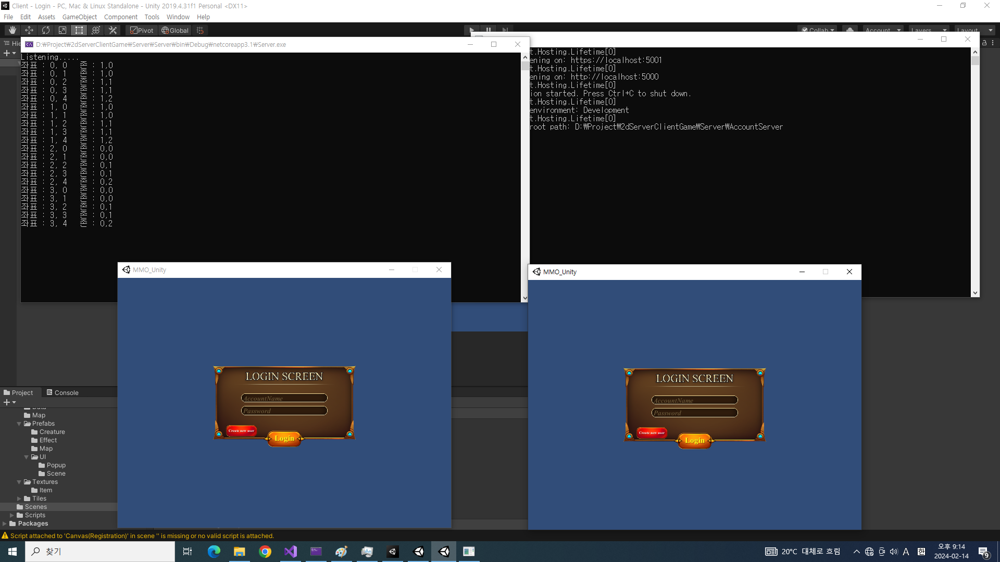 Client - Login - PC, Mac & Linux Standalone - Unity 2019.4.31f1 Personal <DX11>
File Edit Assets GameObject Component Tools Window Help
Pivot Global Collab Account Layers Layout
Hie
D:₩Project₩2dServerClientGame₩Server₩Server₩bin₩Debug₩netcoreapp3.1₩Server.exe
Listening.....
좌표 : 0, 0 존 : 1,0
좌표 : 0, 1 존 : 1,0
좌표 : 0, 2 존 : 1,1
좌표 : 0, 3 존 : 1,1
좌표 : 0, 4 존 : 1,2
좌표 : 1, 0 존 : 1,0
좌표 : 1, 1 존 : 1,0
좌표 : 1, 2 존 : 1,1
좌표 : 1, 3 존 : 1,1
좌표 : 1, 4 존 : 1,2
좌표 : 2, 0 존 : 0,0
좌표 : 2, 1 존 : 0,0
좌표 : 2, 2 존 : 0,1
좌표 : 2, 3 존 : 0,1
좌표 : 2, 4 존 : 0,2
좌표 : 3, 0 존 : 0,0
좌표 : 3, 1 존 : 0,0
좌표 : 3, 2 존 : 0,1
좌표 : 3, 3 존 : 0,1
좌표 : 3, 4 존 : 0,2
t.Hosting.Lifetime[0]
ening on: https://localhost:5001
t.Hosting.Lifetime[0]
ening on: http://localhost:5000
t.Hosting.Lifetime[0]
ion started. Press Ctrl+C to shut down.
t.Hosting.Lifetime[0]
environment: Development
t.Hosting.Lifetime[0]
root path: D:₩Project₩2dServerClientGame₩Server₩AccountServer
MMO_Unity
LOGIN SCREEN
AccountName
Password
Create new user
Login
MMO_Unity
LOGIN SCREEN
AccountName
Password
Create new user
Login
Project Console
Data
Map
Prefabs
Creature
Effect
Map
UI
Popup
Scene
Textures
Item
Tiles
Scenes
Scripts
Packages
Script attached to 'Canvas(Registration)' in scene '' is missing or no valid script is attached.
찾기
20°C 대체로 흐림
A 한
오후 9:14
2024-02-14
9